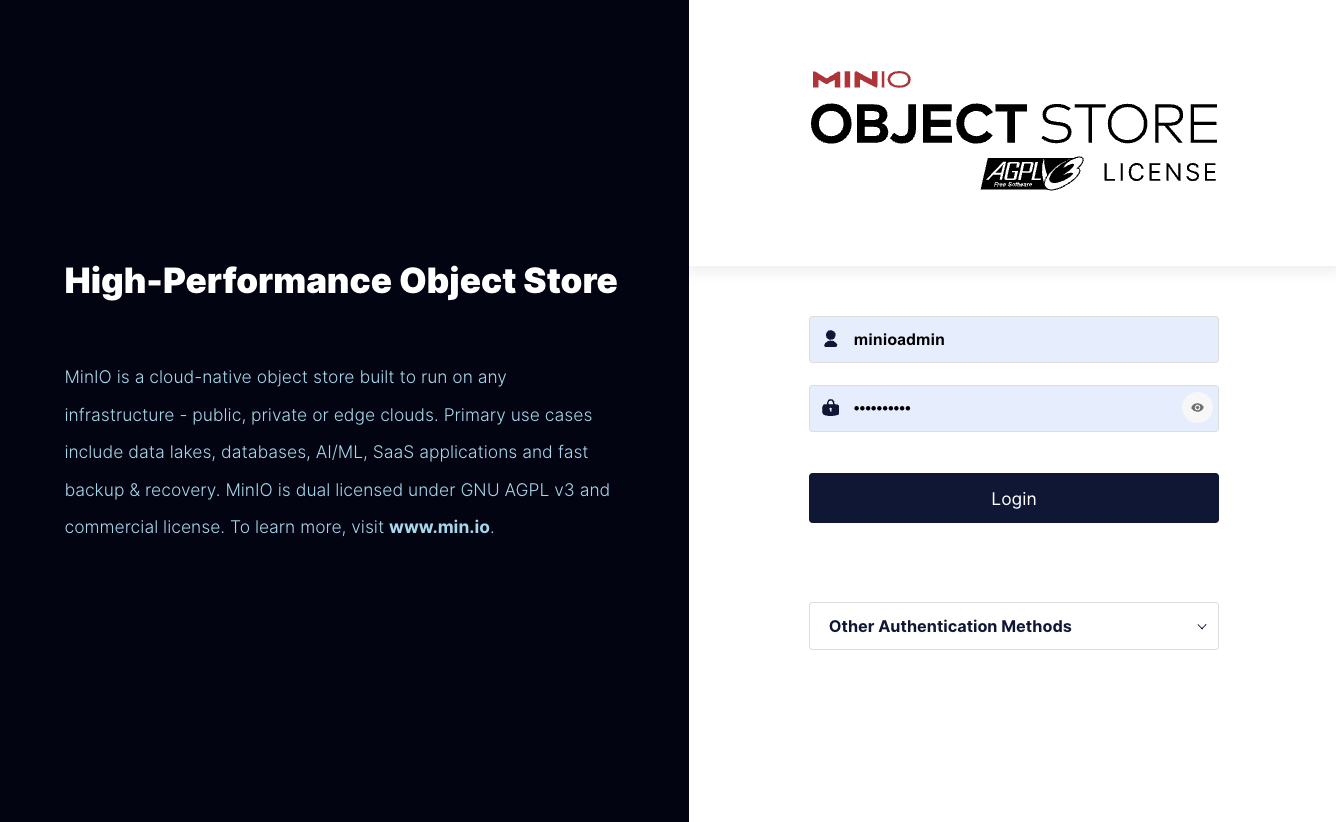 High-Performance Object Store
MinIO is a cloud-native object store built to run on any
infrastructure - public, private or edge clouds. Primary use cases
include data lakes, databases, AI/ML, SaaS applications and fast
backup & recovery. MinIO is dual licensed under GNU AGPL v3 and
commercial license. To learn more, visit www.min.io.
MINIO
OBJECT STORE
AGPLv3 LICENSE
Free Software
minioadmin
••••••••••
Login
Other Authentication Methods